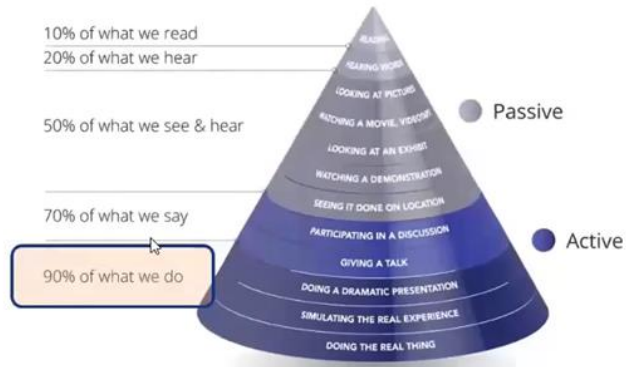 10% of what we read
20% of what we hear
50% of what we see & hear
70% of what we say
90% of what we do
READING
HEARING WORDS
LOOKING AT PICTURES
WATCHING A MOVIE, VIDEOTAPE
LOOKING AT AN EXHIBIT
WATCHING A DEMONSTRATION
SEEING IT DONE ON LOCATION
PARTICIPATING IN A DISCUSSION
GIVING A TALK
DOING A DRAMATIC PRESENTATION
SIMULATING THE REAL EXPERIENCE
DOING THE REAL THING
Passive
Active